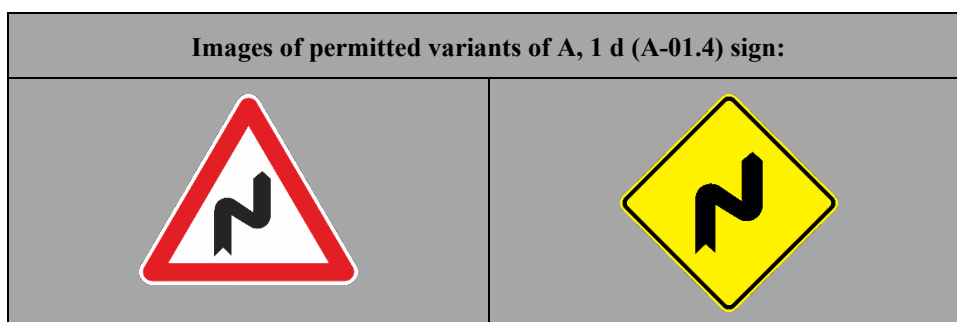 Images of permitted variants of A, 1 d (A-01.4) sign: